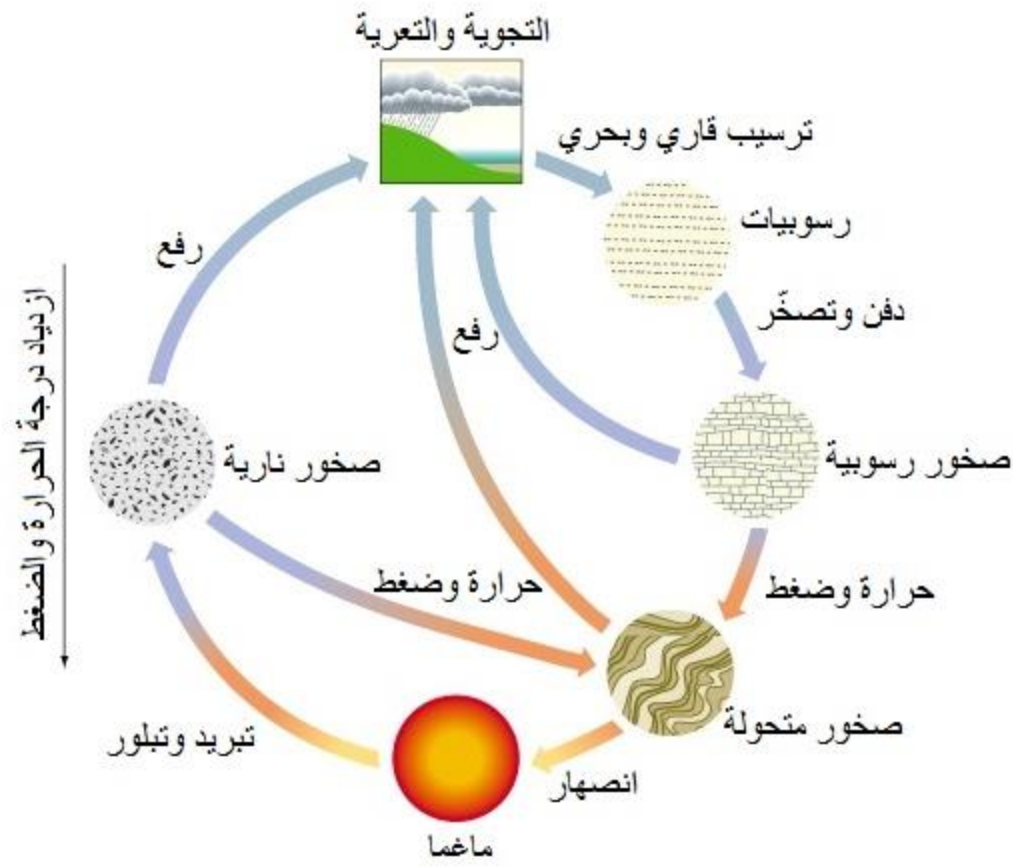 التجوية والتعرية
ترسيب قاري وبحري
رسوبيات
دفن وتصخّر
صخور رسوبية
حرارة وضغط
صخور متحولة
انصهار
ماغما
تبريد وتبلور
صخور نارية
حرارة وضغط
رفع
رفع
ازدياد درجة الحرارة والضغط